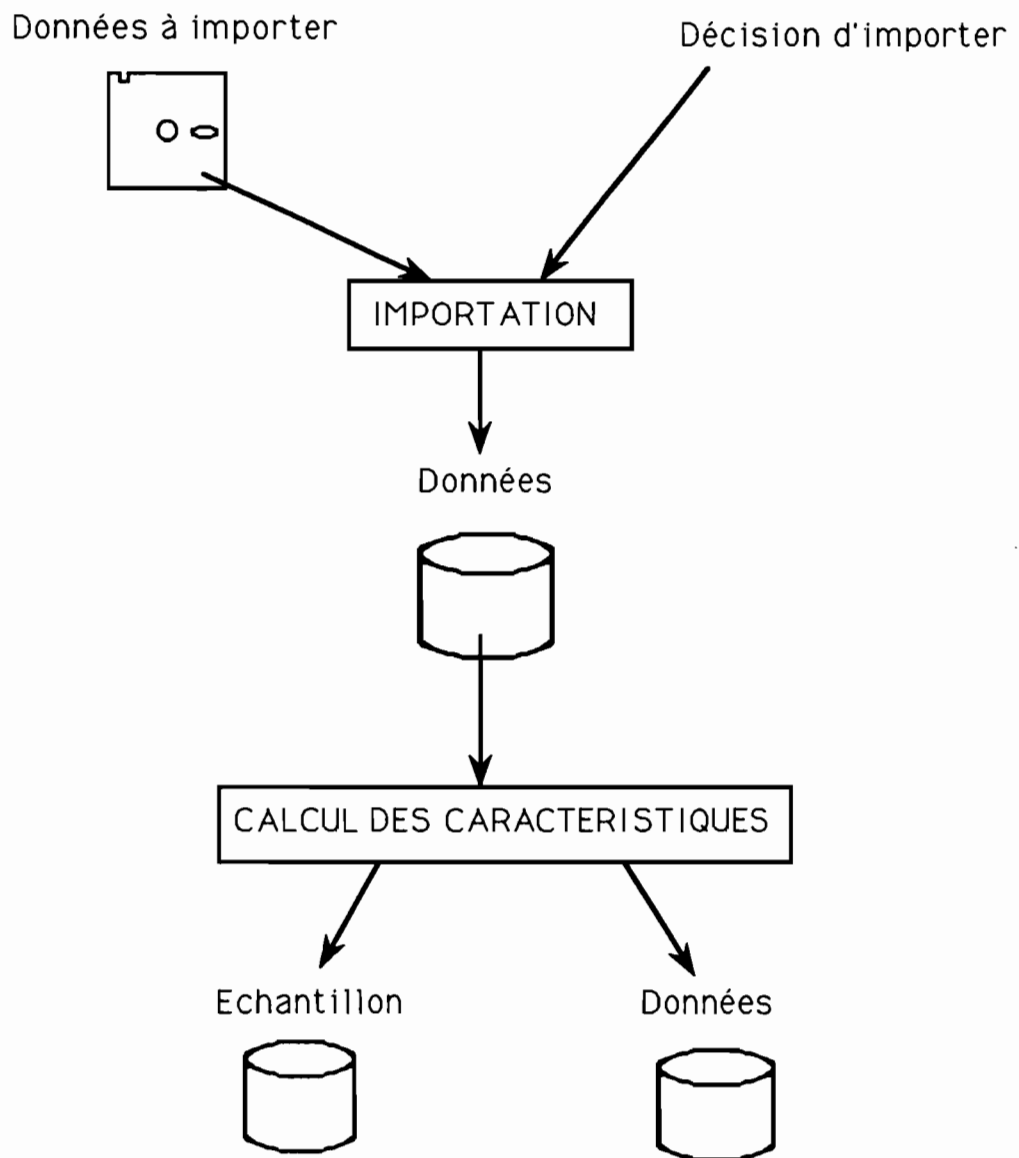 Données à importer
Décision d'importer
IMPORTATION
Données
CALCUL DES CARACTERISTIQUES
Echantillon
Données